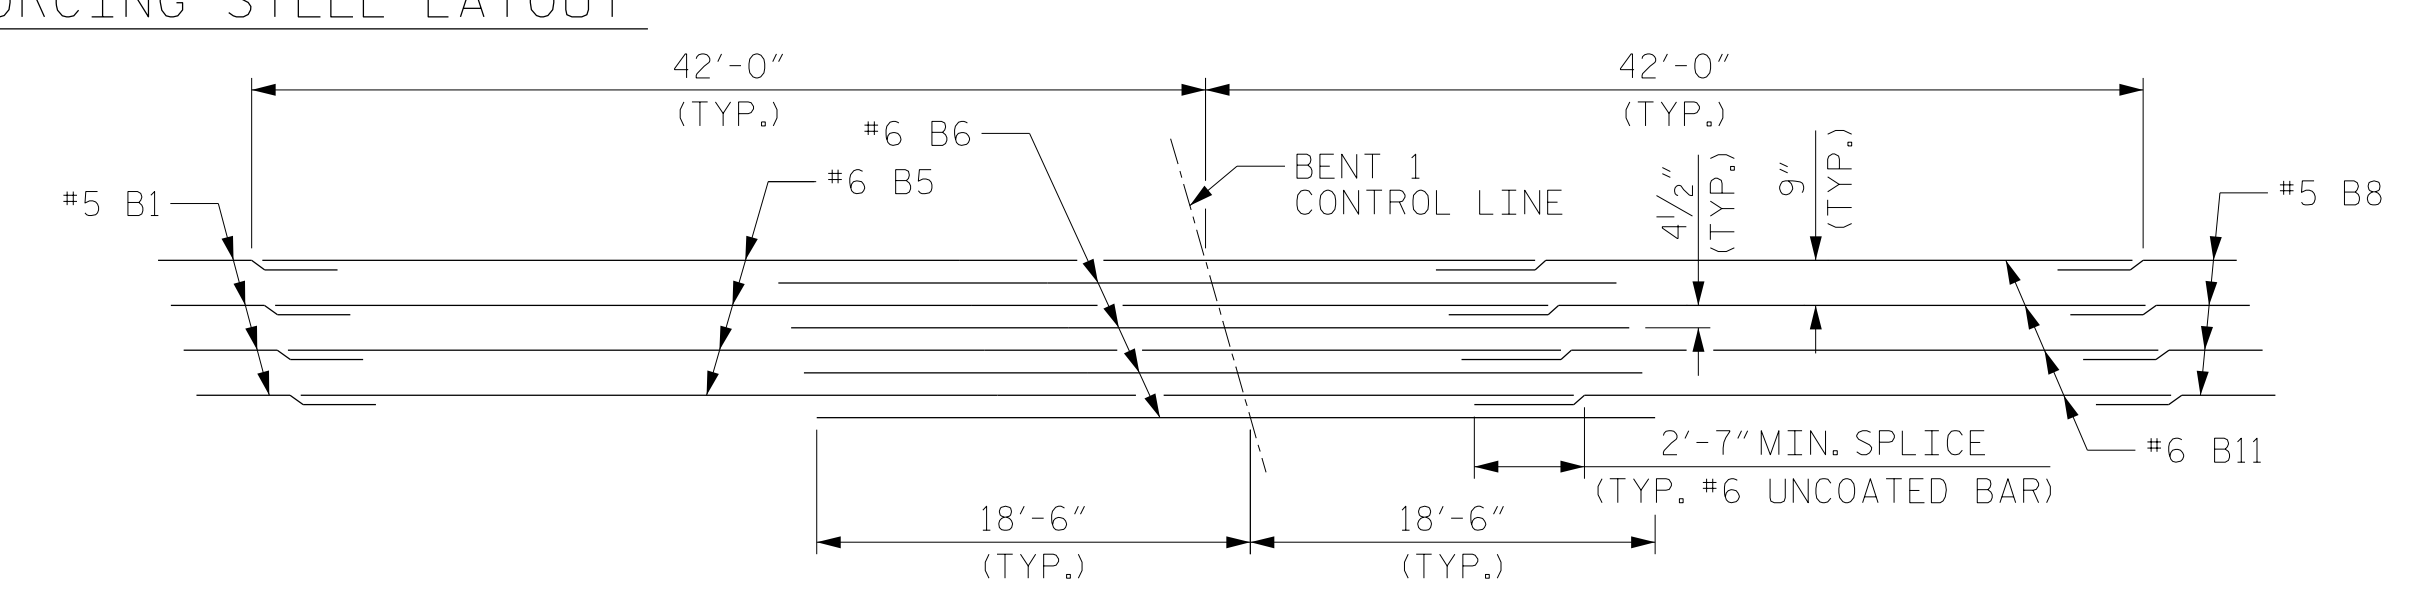 STEEL LAYOUT
42'-0"
(TYP.)
42'-0"
(TYP.)
#6 B6
#6 B5
#5 B1
BENT 1
CONTROL LINE
4½"
(TYP.)
9"
(TYP.)
#5 B8
2'-7" MIN. SPLICE
(TYP. #6 UNCOATED BAR)
#6 B11
18'-6"
(TYP.)
18'-6"
(TYP.)